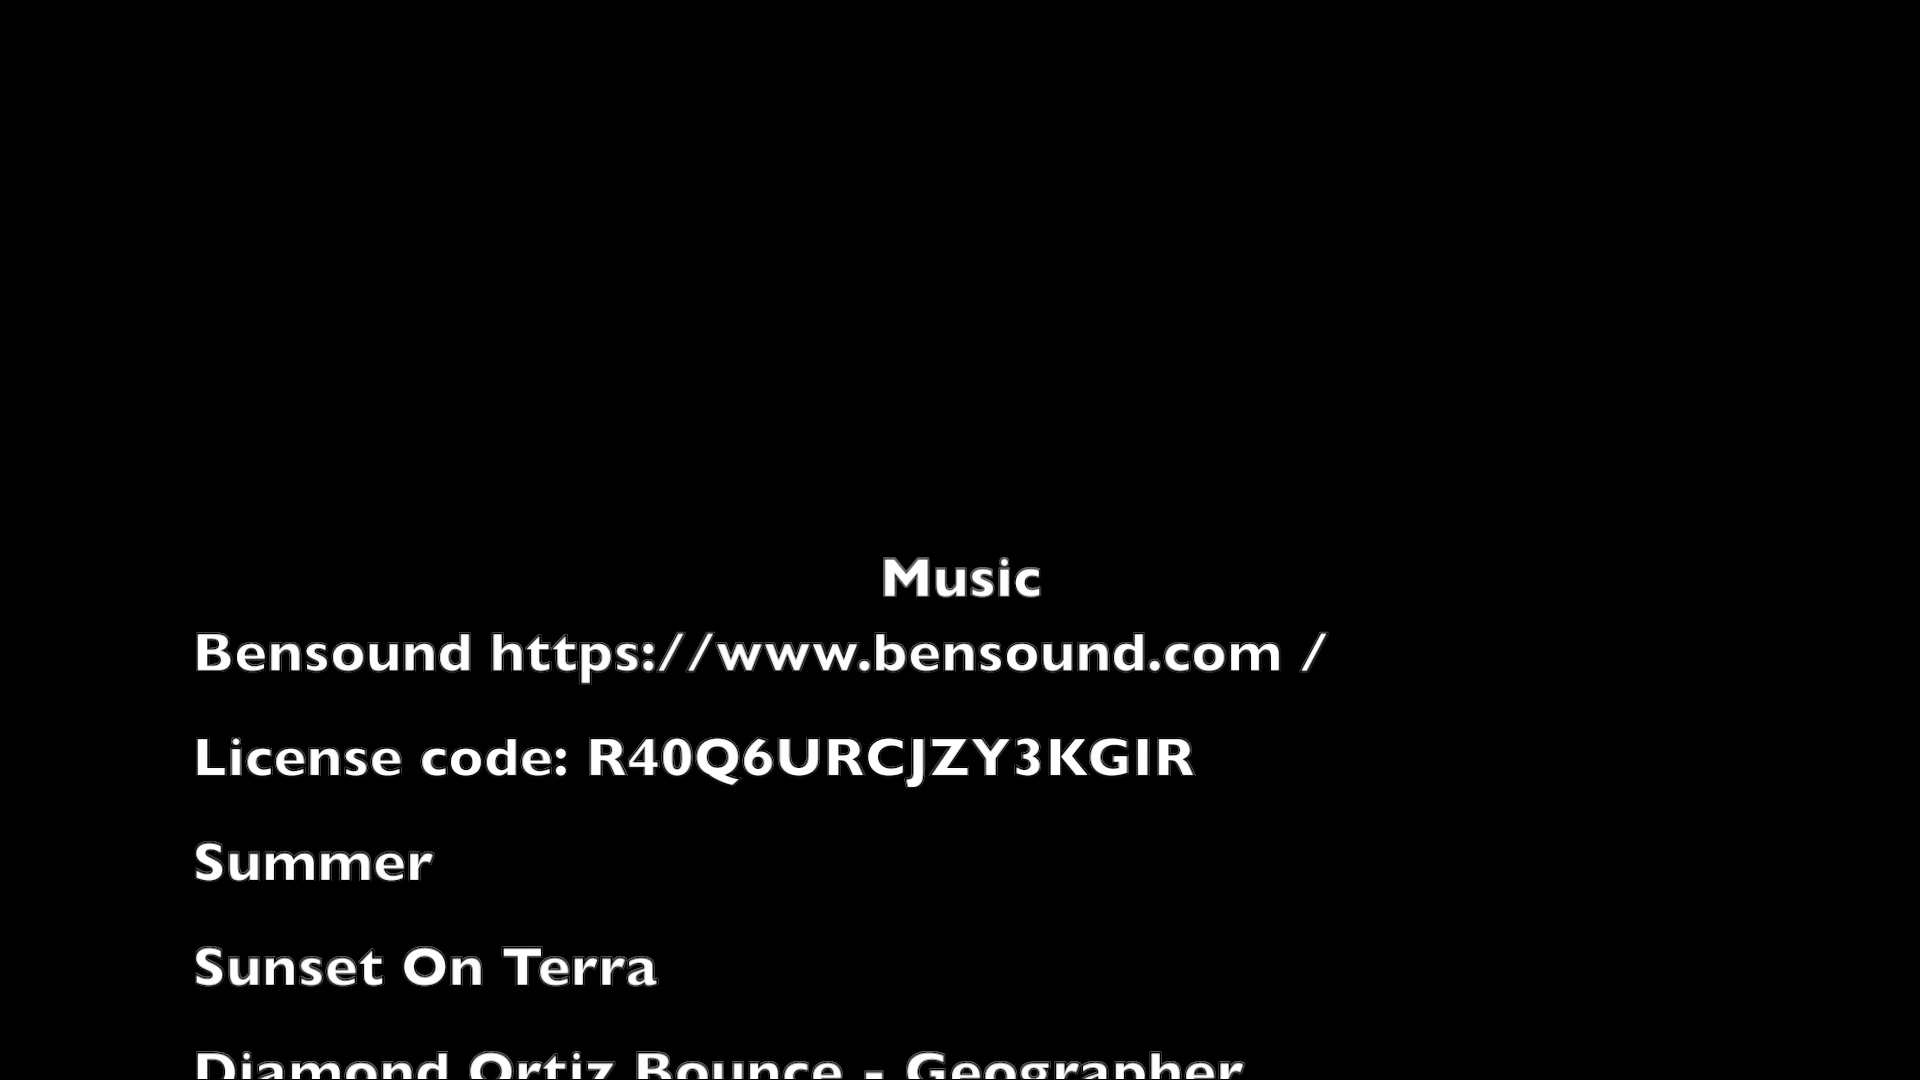 Music
Bensound https://www.bensound.com /
License code: R40Q6URCJZY3KGIR
Summer
Sunset On Terra
Diamond Ortiz Bounce - Geographer